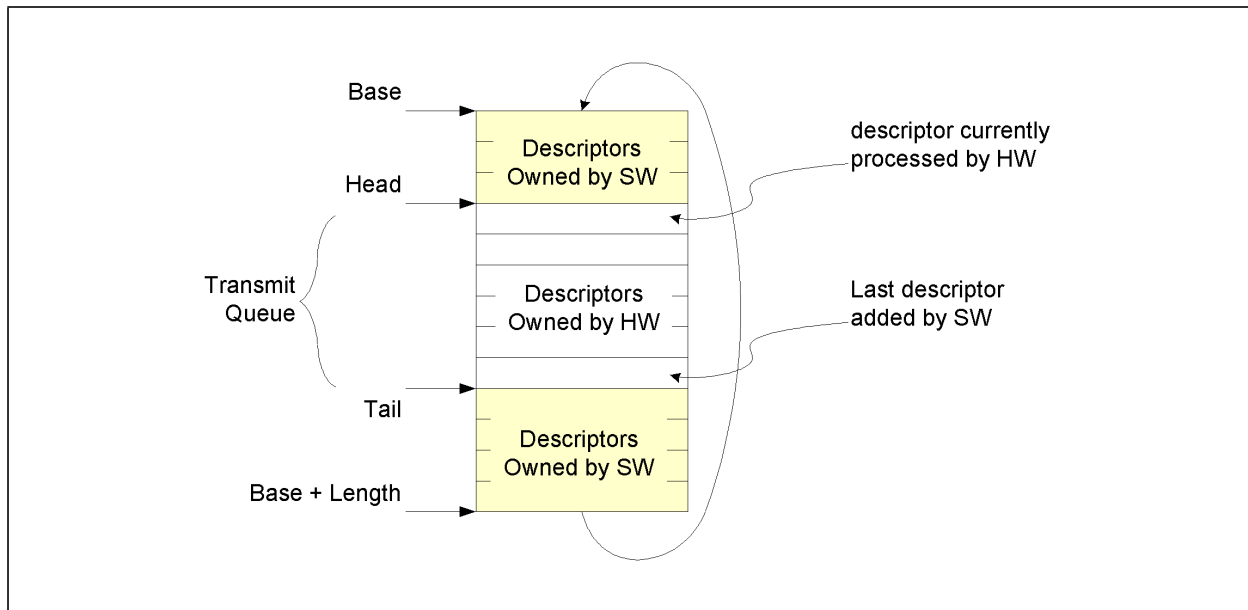 Base
Descriptors
Owned by SW
descriptor currently
processed by HW
Head
Transmit
Queue
Descriptors
Owned by HW
Last descriptor
added by SW
Tail
Descriptors
Owned by SW
Base + Length